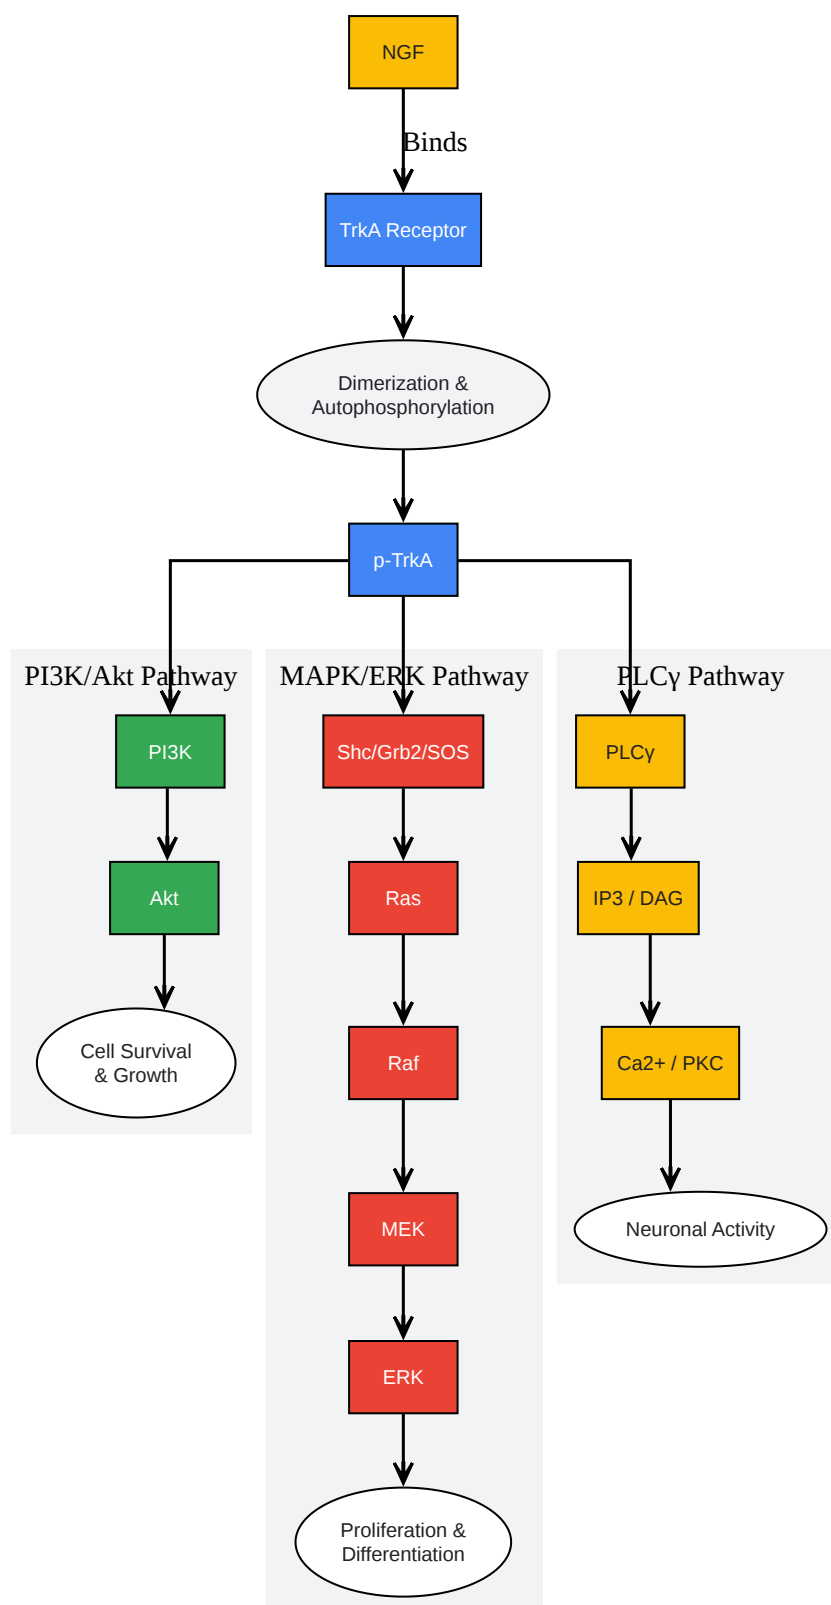 NGF
Binds
TrkA Receptor
Dimerization &
Autophosphorylation
p-TrkA
PI3K/Akt Pathway
PI3K
Akt
Cell Survival
& Growth
MAPK/ERK Pathway
Shc/Grb2/SOS
Ras
Raf
MEK
ERK
Proliferation &
Differentiation
PLCγ Pathway
PLCγ
IP3 / DAG
Ca2+ / PKC
Neuronal Activity